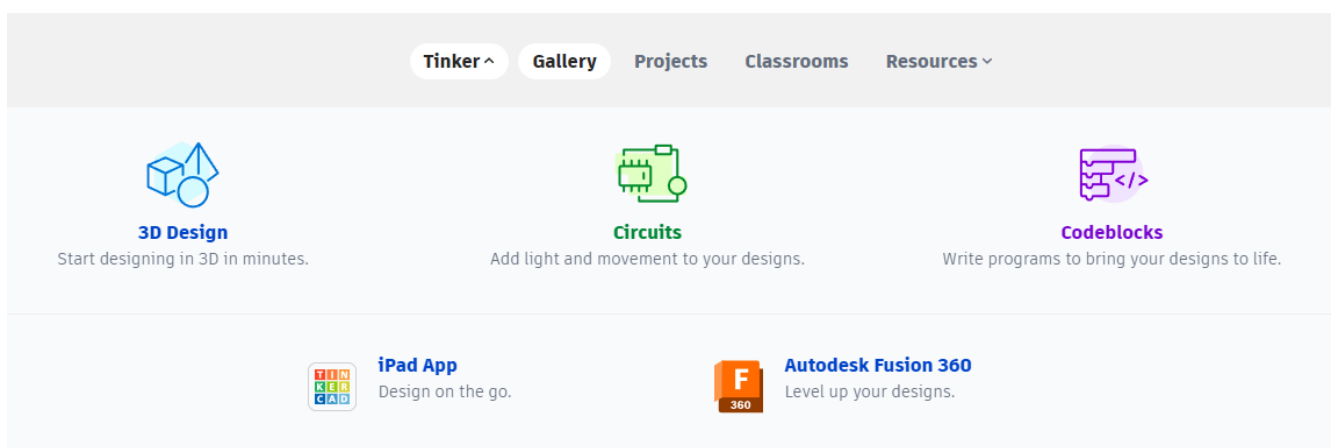 Tinker Gallery Projects Classrooms Resources
</>
3D Design Circuits Codeblocks
Start designing in 3D in minutes. Add light and movement to your designs. Write programs to bring your designs to life.
TIN
KER
CAD
iPad App
Design on the go.
F
360
Autodesk Fusion 360
Level up your designs.